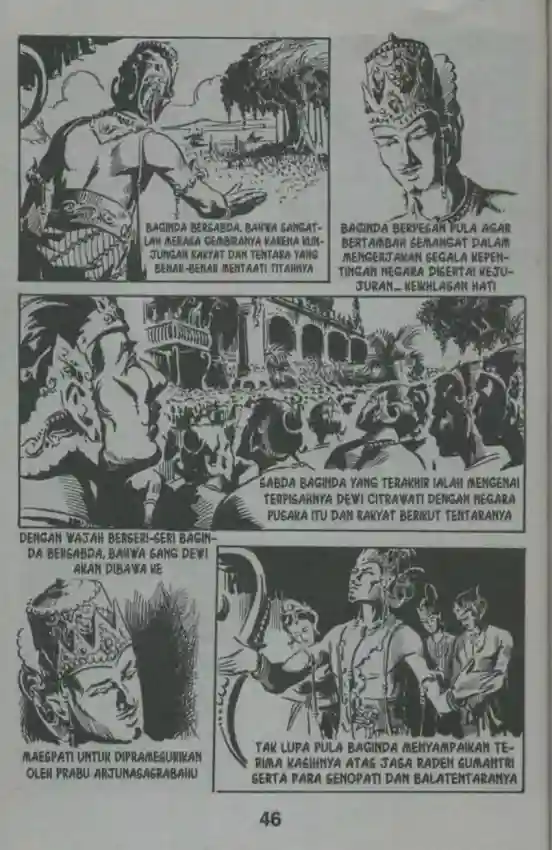 BAGINDA BERSABDA, BAHWA SANGAT-
LAH MERASA GEMBIRANYA KARENA KUN-
JUNGAN RAKYAT DAN TENTARA YANG
BENAR-BENAR MENTAATI TITAHNYA
BAGINDA BERPESAN PULA AGAR
BERTAMBAH SEMANGAT DALAM
MENGERJAKAN SEGALA KEPEN-
TINGAN NEGARA DISERTAI KEJU-
JURAN... KEIKHLASAN HATI
SABDA BAGINDA YANG TERAKHIR IALAH MENGENAI
TERPISAHNYA DEWI CITRAWATI DENGAN NEGARA
PUSAKA ITU DAN RAKYAT BERIKUT TENTARANYA
DENGAN WAJAH BERSERI-SERI BAGIN-
DA BERSABDA, BAHWA SANG DEWI
AKAN DIBAWA KE
MAESPATI UNTUK DIPRAMESURIKAN
OLEH PRABU ARJUNASASRABAHU
TAK LUPA PULA BAGINDA MENYAMPAIKAN TE-
RIMA KASIHNYA ATAS JASA RADEN SUMANTRI
SERTA PARA SENOPATI DAN BALATENTARANYA
46